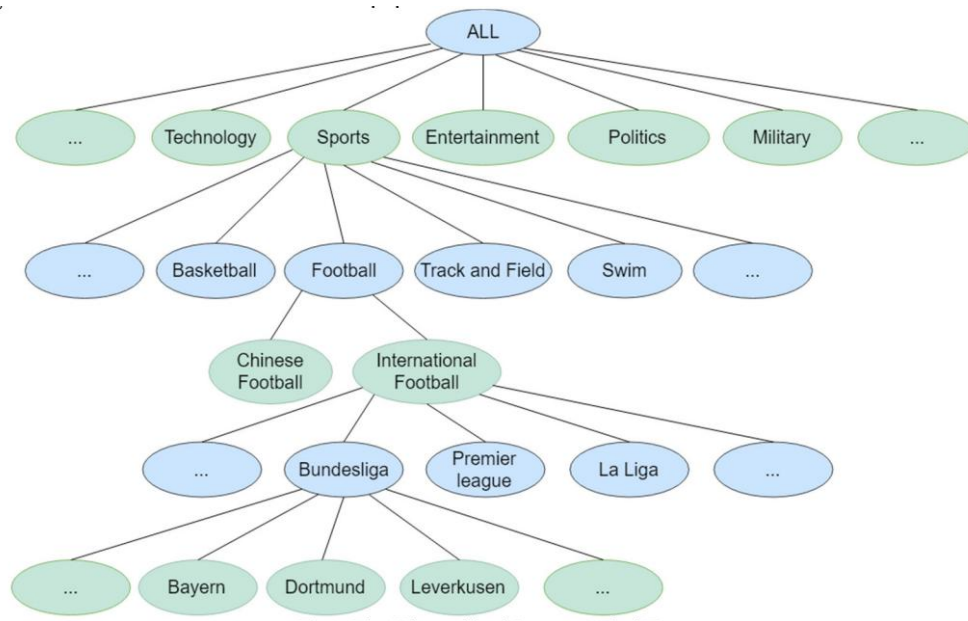 ALL
...
Technology
Sports
Entertainment
Politics
Military
...
...
Basketball
Football
Track and Field
Swim
...
Chinese
Football
International
Football
...
Bundesliga
Premier
league
La Liga
...
...
Bayern
Dortmund
Leverkusen
...